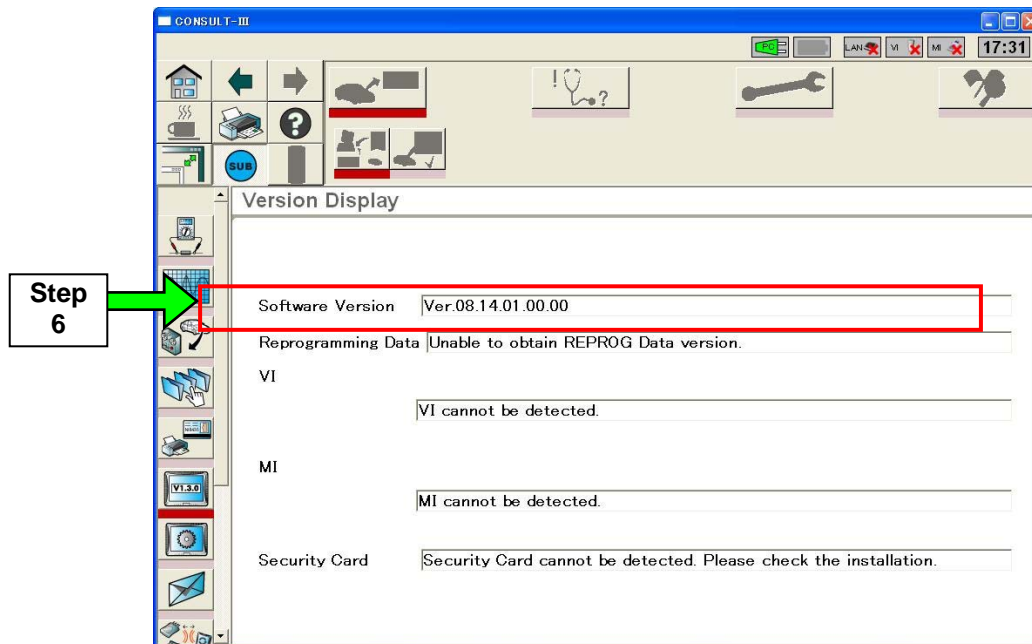 CONSULT-III
PC
LAN
VI
MI
17:31
!
?
?
SUB
Version Display
Step
6
Software Version
Ver.08.14.01.00.00
Reprogramming Data
Unable to obtain REPROG Data version.
VI
VI cannot be detected.
MI
V1.3.0
MI cannot be detected.
Security Card
Security Card cannot be detected. Please check the installation.